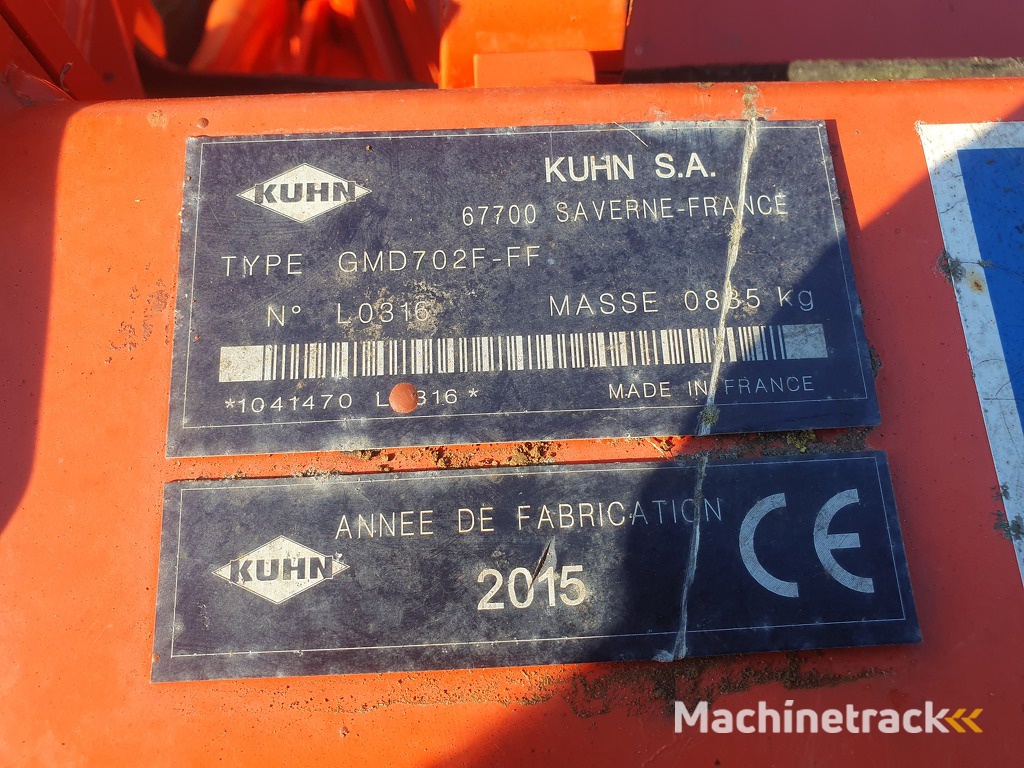 KUHN
KUHN S.A.
67700 SAVERNE-FRANCE
TYPE GMD702F-FF
N° L0316
MASSE kg
*1041470
MADE IN FRANCE
KUHN
ANNEE DE FABRICATION
2015
CE
Machinetrack